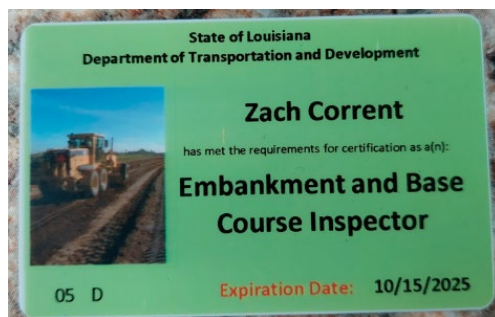 State of Louisiana
Department of Transportation and Development
Zach Corrent
has met the requirements for certification as a(n):
Embankment and Base
Course Inspector
05 D
Expiration Date: 10/15/2025